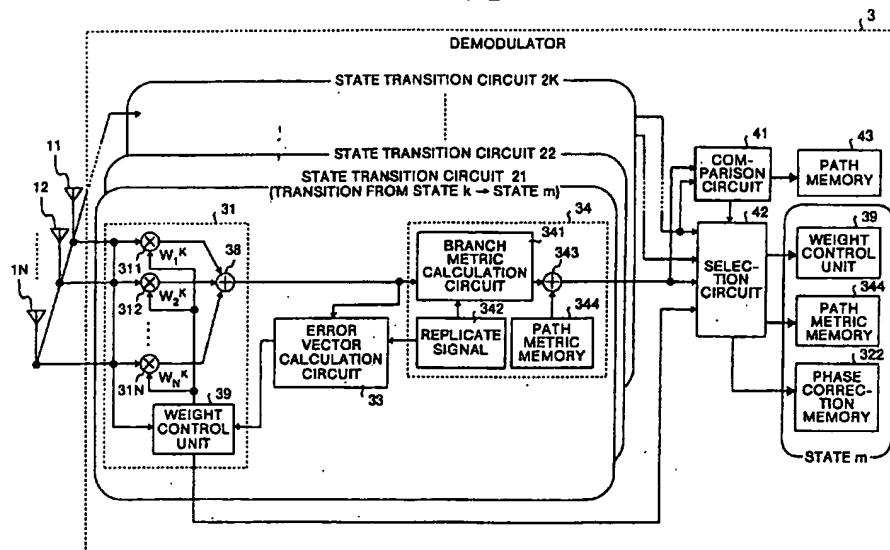 3
DEMODULATOR
STATE TRANSITION CIRCUIT 2K
STATE TRANSITION CIRCUIT 22
STATE TRANSITION CIRCUIT 21
(TRANSITION FROM STATE k → STATE m)
11
12
1N
31
311
W1K
312
W2K
31N
WNK
38
39
WEIGHT
CONTROL
UNIT
ERROR
VECTOR
CALCULATION
CIRCUIT
33
34
341
BRANCH
METRIC
CALCULATION
CIRCUIT
343
342
REPLICATE
SIGNAL
344
PATH
METRIC
MEMORY
41
COM-
PARISON
CIRCUIT
43
PATH
MEMORY
42
SELEC-
TION
CIRCUIT
39
WEIGHT
CONTROL
UNIT
344
PATH
METRIC
MEMORY
322
PHASE
CORREC-
TION
MEMORY
STATE m